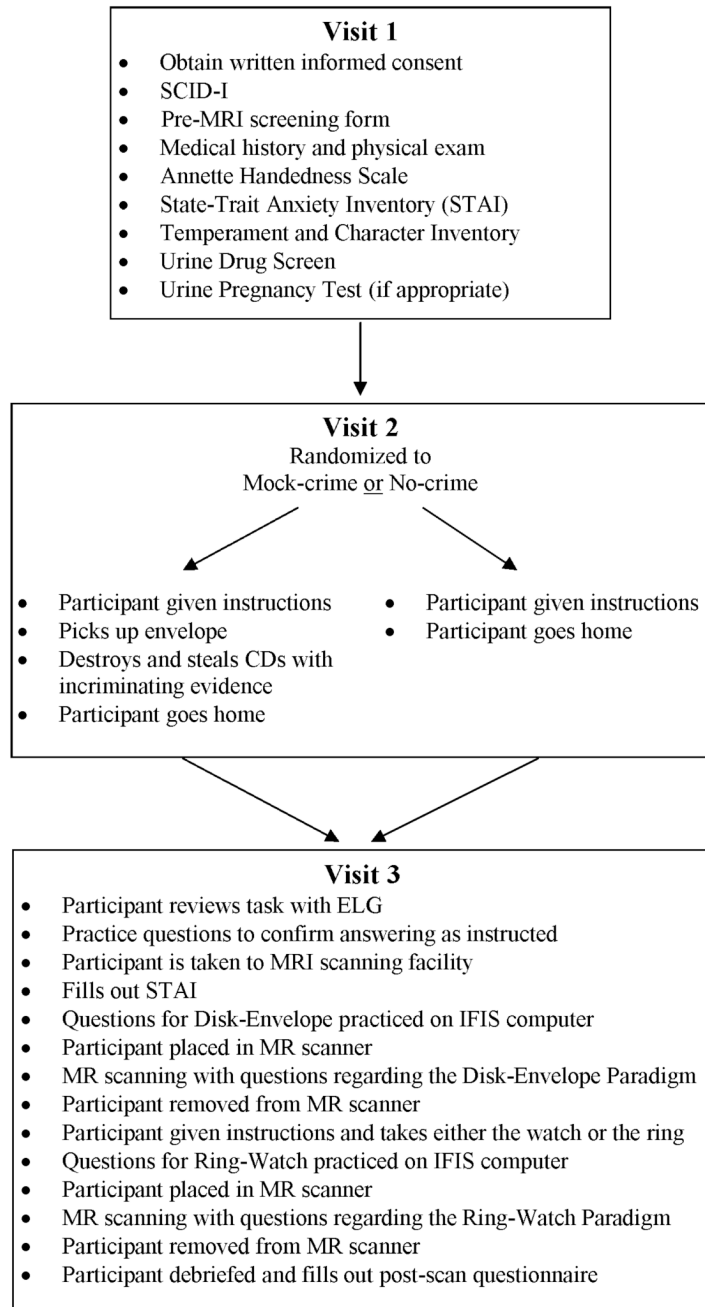 Visit 1
• Obtain written informed consent
• SCID-I
• Pre-MRI screening form
• Medical history and physical exam
• Annette Handedness Scale
• State-Trait Anxiety Inventory (STAI)
• Temperament and Character Inventory
• Urine Drug Screen
• Urine Pregnancy Test (if appropriate)
Visit 2
Randomized to
Mock-crime or No-crime
• Participant given instructions
• Picks up envelope
• Destroys and steals CDs with
incriminating evidence
• Participant goes home
• Participant given instructions
• Participant goes home
Visit 3
• Participant reviews task with ELG
• Practice questions to confirm answering as instructed
• Participant is taken to MRI scanning facility
• Fills out STAI
• Questions for Disk-Envelope practiced on IFIS computer
• Participant placed in MR scanner
• MR scanning with questions regarding the Disk-Envelope Paradigm
• Participant removed from MR scanner
• Participant given instructions and takes either the watch or the ring
• Questions for Ring-Watch practiced on IFIS computer
• Participant placed in MR scanner
• MR scanning with questions regarding the Ring-Watch Paradigm
• Participant removed from MR scanner
• Participant debriefed and fills out post-scan questionnaire